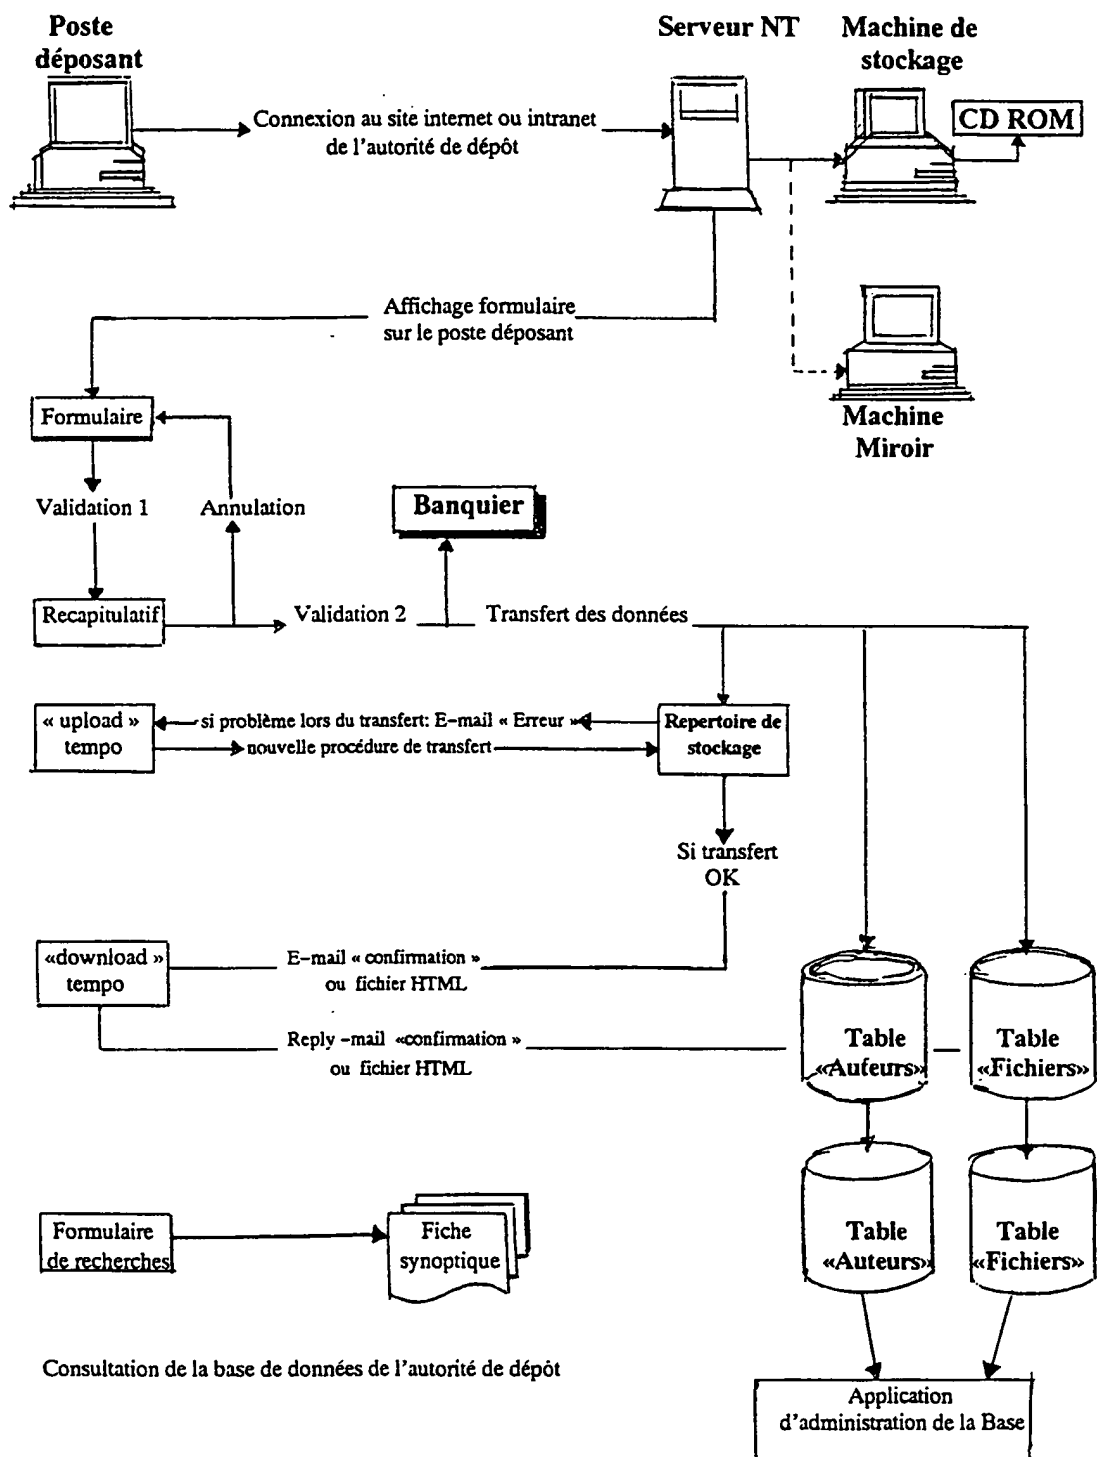 Poste
déposant
Serveur NT
Machine de
stockage
CD ROM
Connexion au site internet ou intranet
de l'autorité de dépôt
Affichage formulaire
sur le poste déposant
Machine
Miroir
Formulaire
Validation 1
Annulation
Banquier
Recapitulatif
Validation 2
Transfert des données
« upload »
tempo
si problème lors du transfert: E-mail « Erreur »
nouvelle procédure de transfert
Repertoire de
stockage
Si transfert
OK
«download »
tempo
E-mail « confirmation »
ou fichier HTML
Reply -mail «confirmation »
ou fichier HTML
Table
«Auteurs»
Table
«Fichiers»
Table
«Auteurs»
Table
«Fichiers»
Formulaire
de recherches
Fiche
synoptique
Consultation de la base de données de l'autorité de dépôt
Application
d'administration de la Base